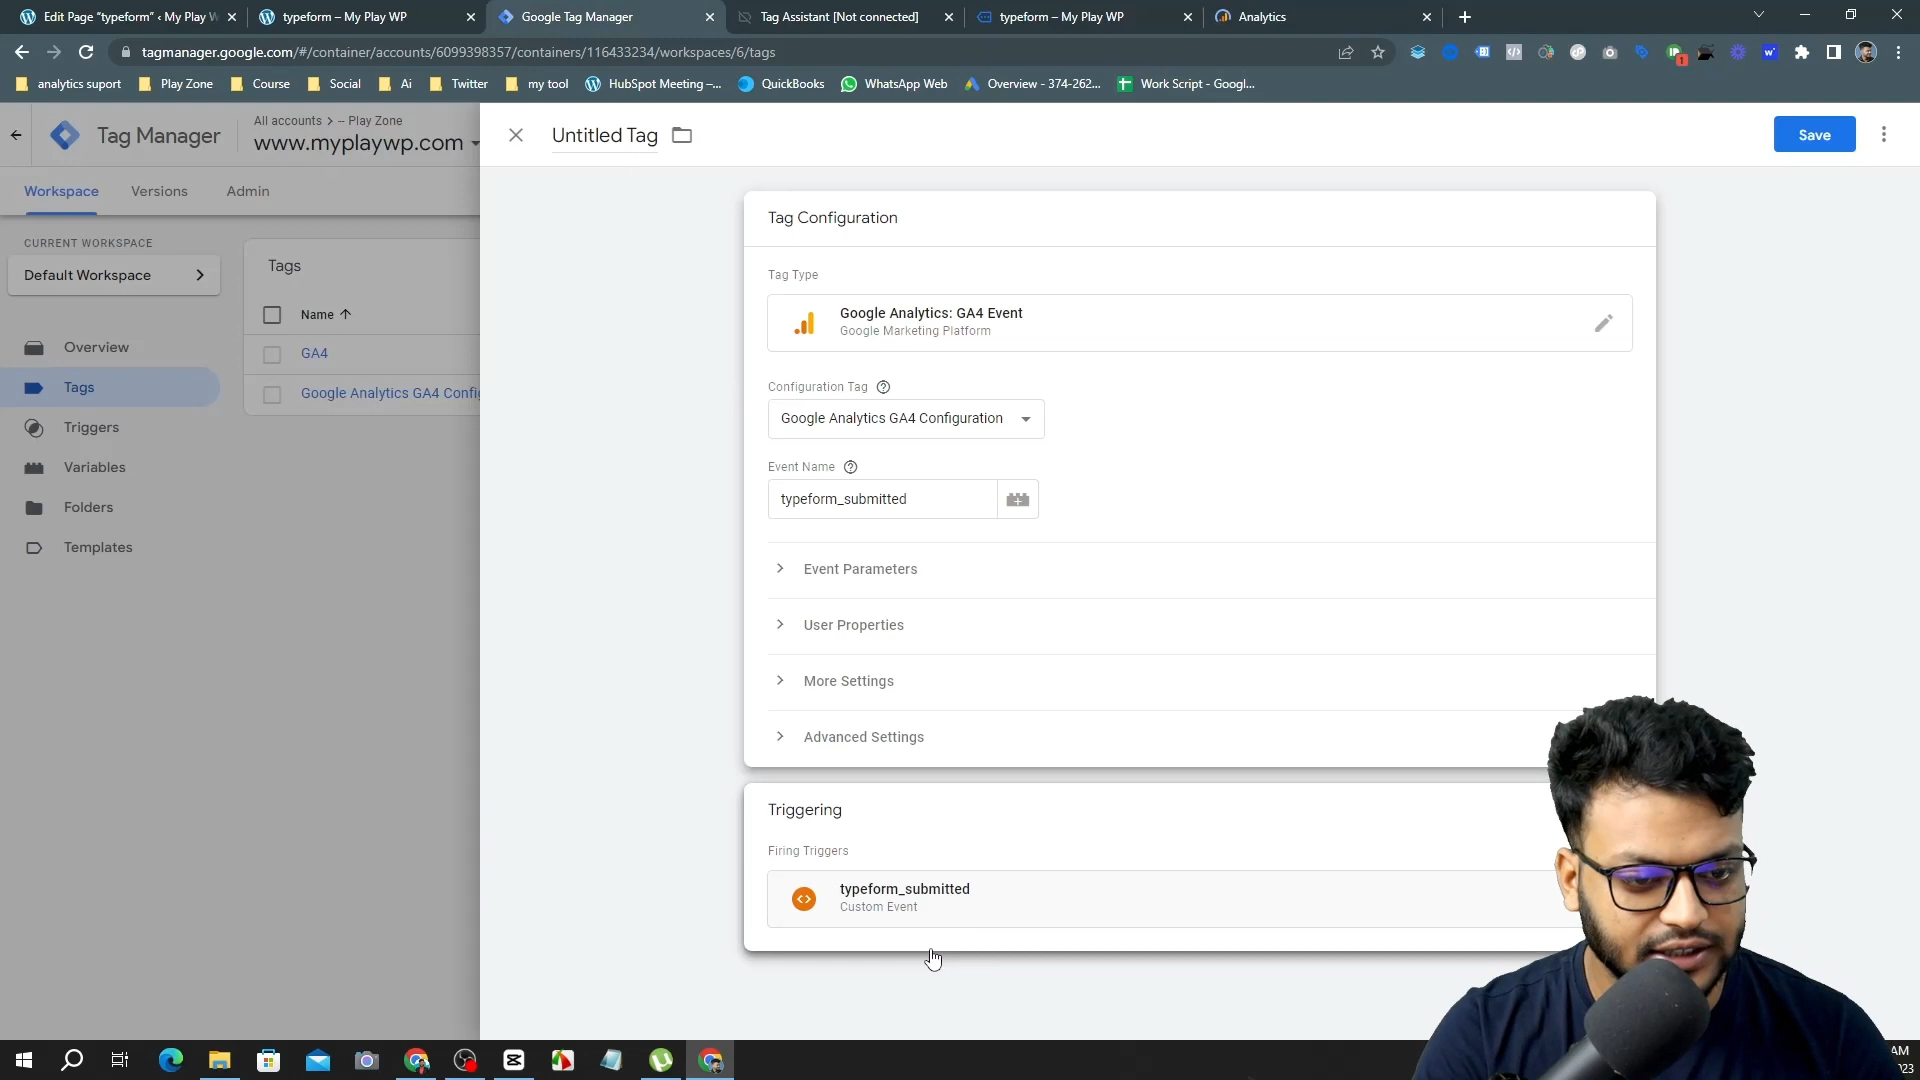 Edit Page "typeform" ‹ My Play W
typeform – My Play WP
Google Tag Manager
Tag Assistant [Not connected]
typeform – My Play WP
Analytics
tagmanager.google.com/#/container/accounts/6099398357/containers/116433234/workspaces/6/tags
analytics suport
Play Zone
Course
Social
Ai
Twitter
my tool
HubSpot Meeting –...
QuickBooks
WhatsApp Web
Overview - 374-262...
Work Script - Googl...
Tag Manager
All accounts > -- Play Zone
www.myplaywp.com
Untitled Tag
Save
Workspace
Versions
Admin
CURRENT WORKSPACE
Default Workspace
Overview
Tags
Triggers
Variables
Folders
Templates
Tags
Name
GA4
Google Analytics GA4 Config
Tag Configuration
Tag Type
Google Analytics: GA4 Event
Google Marketing Platform
Configuration Tag
Google Analytics GA4 Configuration
Event Name
typeform_submitted
Event Parameters
User Properties
More Settings
Advanced Settings
Triggering
Firing Triggers
typeform_submitted
Custom Event
AM
023